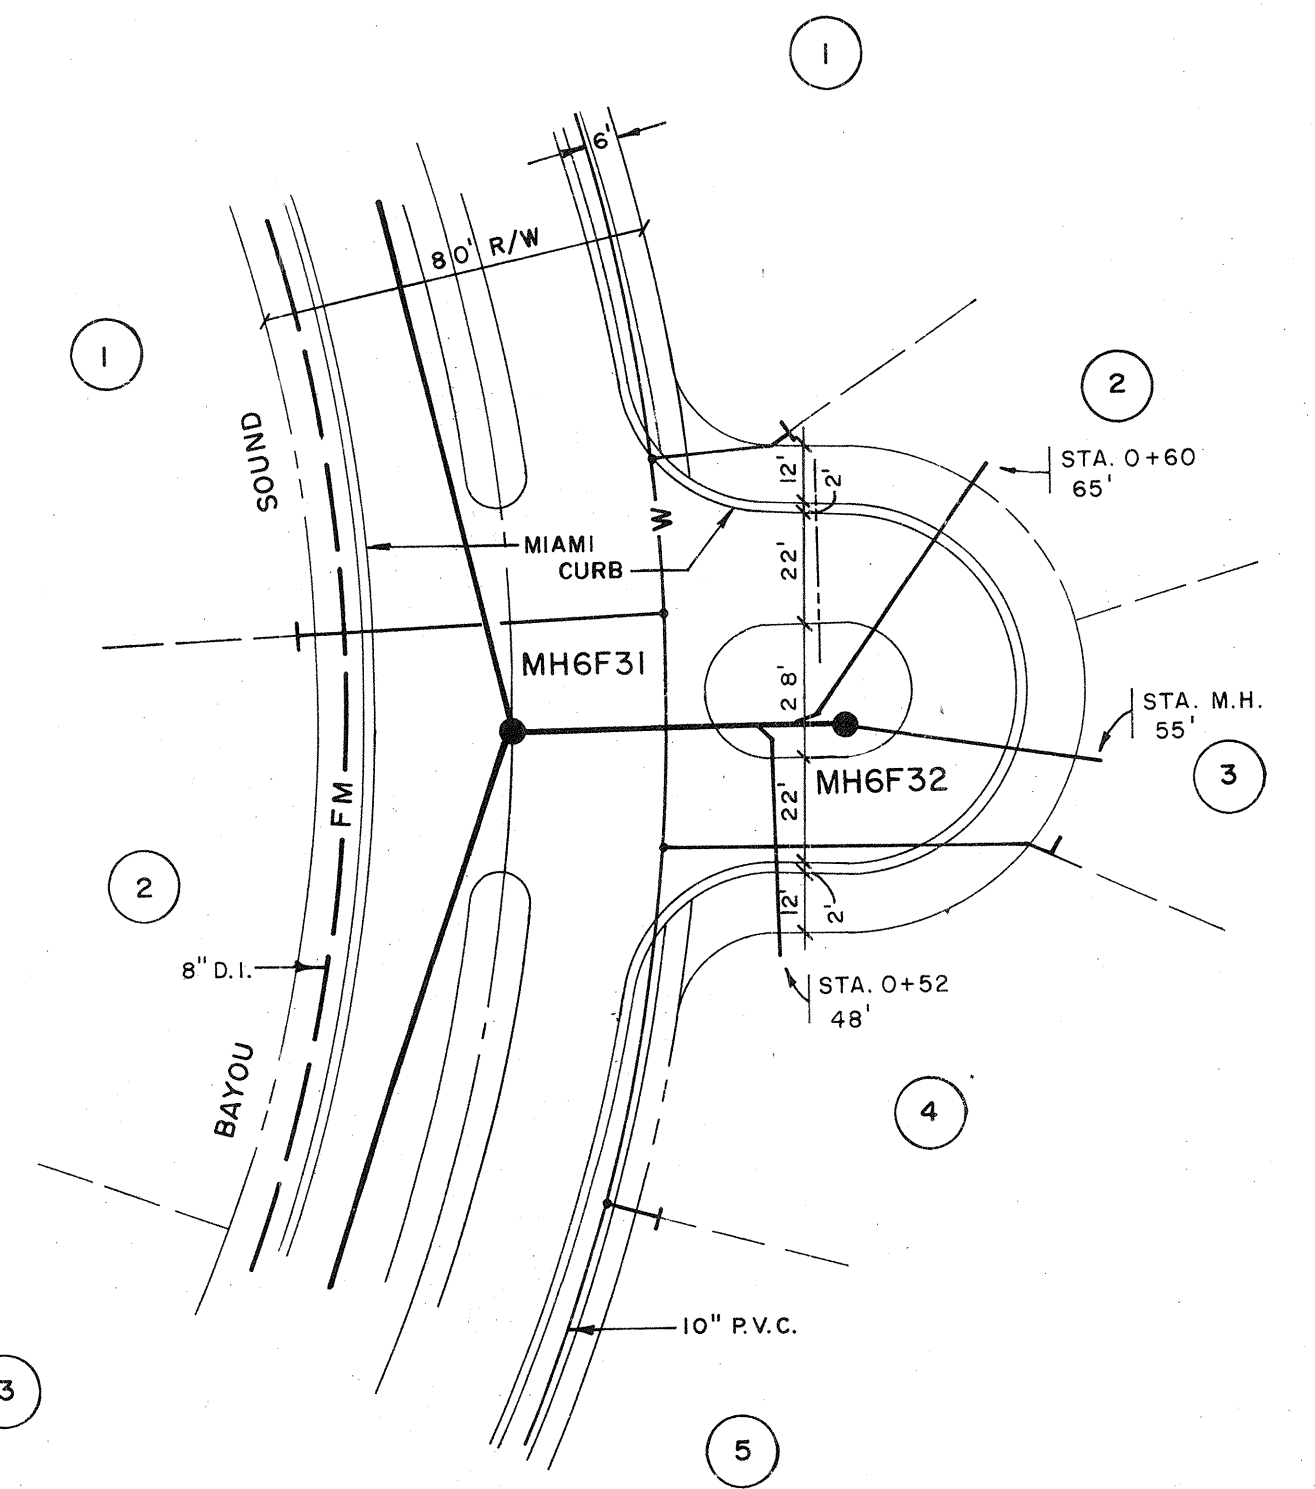 1
6'
80' R/W
1
2
SOUND
12'
2'
STA. 0+60
65'
W
MIAMI
CURB
22'
MH6F31
28'
STA. M.H.
55'
3
MH6F32
22'
FM
2
12'
2'
8" D.I.
STA. 0+52
48'
BAYOU
4
10" P.V.C.
3
5